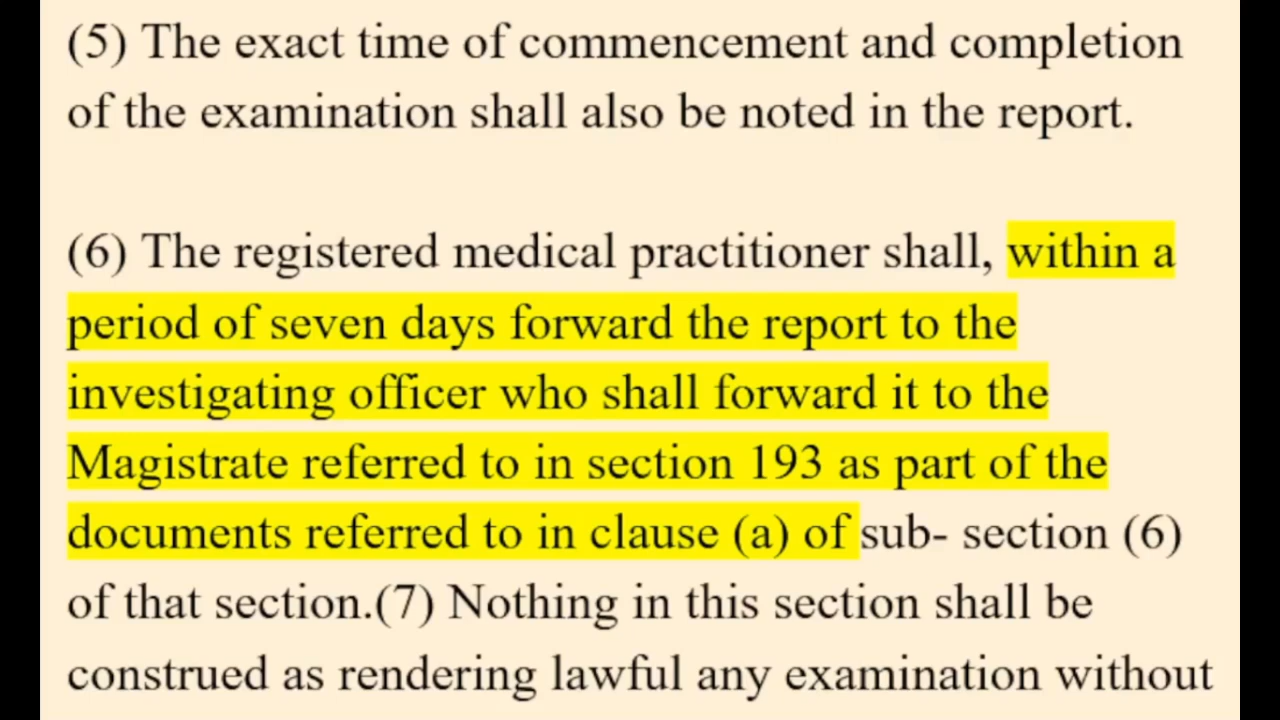 (5) The exact time of commencement and completion
of the examination shall also be noted in the report.
(6) The registered medical practitioner shall, within a
period of seven days forward the report to the
investigating officer who shall forward it to the
Magistrate referred to in section 193 as part of the
documents referred to in clause (a) of sub- section (6)
of that section.(7) Nothing in this section shall be
construed as rendering lawful any examination without